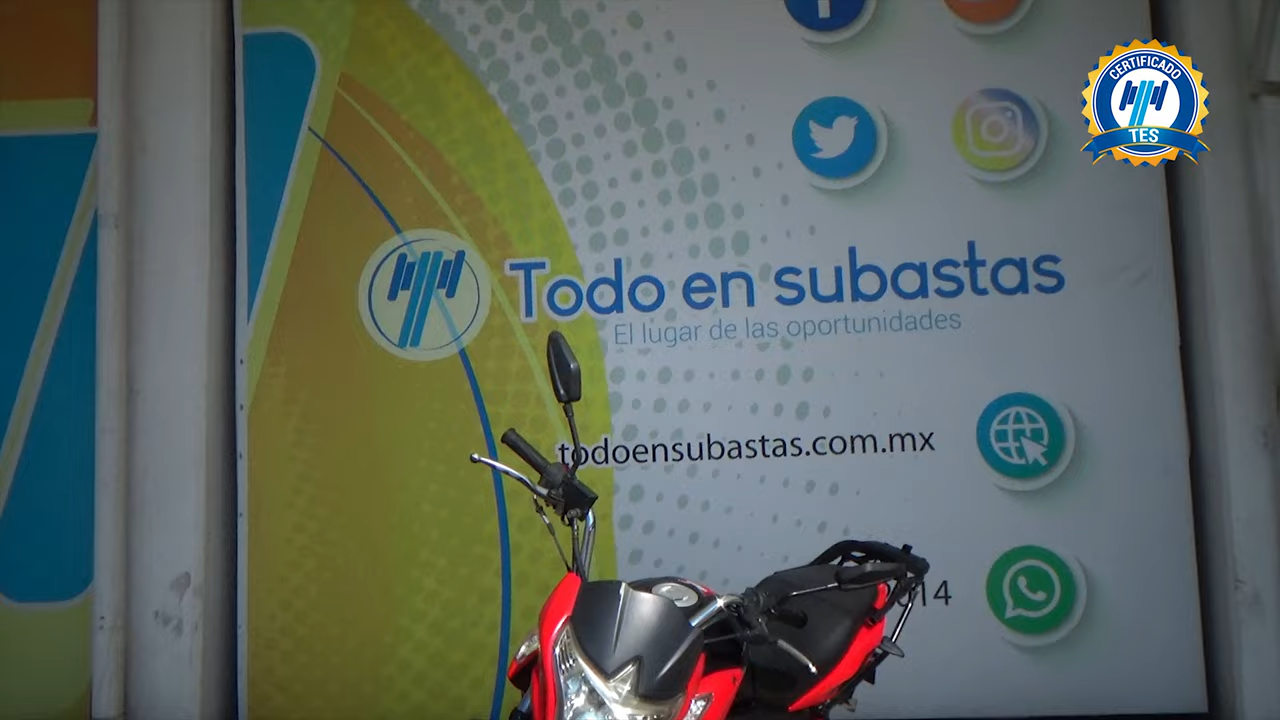 CERTIFICADO
TES
Todo en subastas
El lugar de las oportunidades
todoensubastas.com.mx